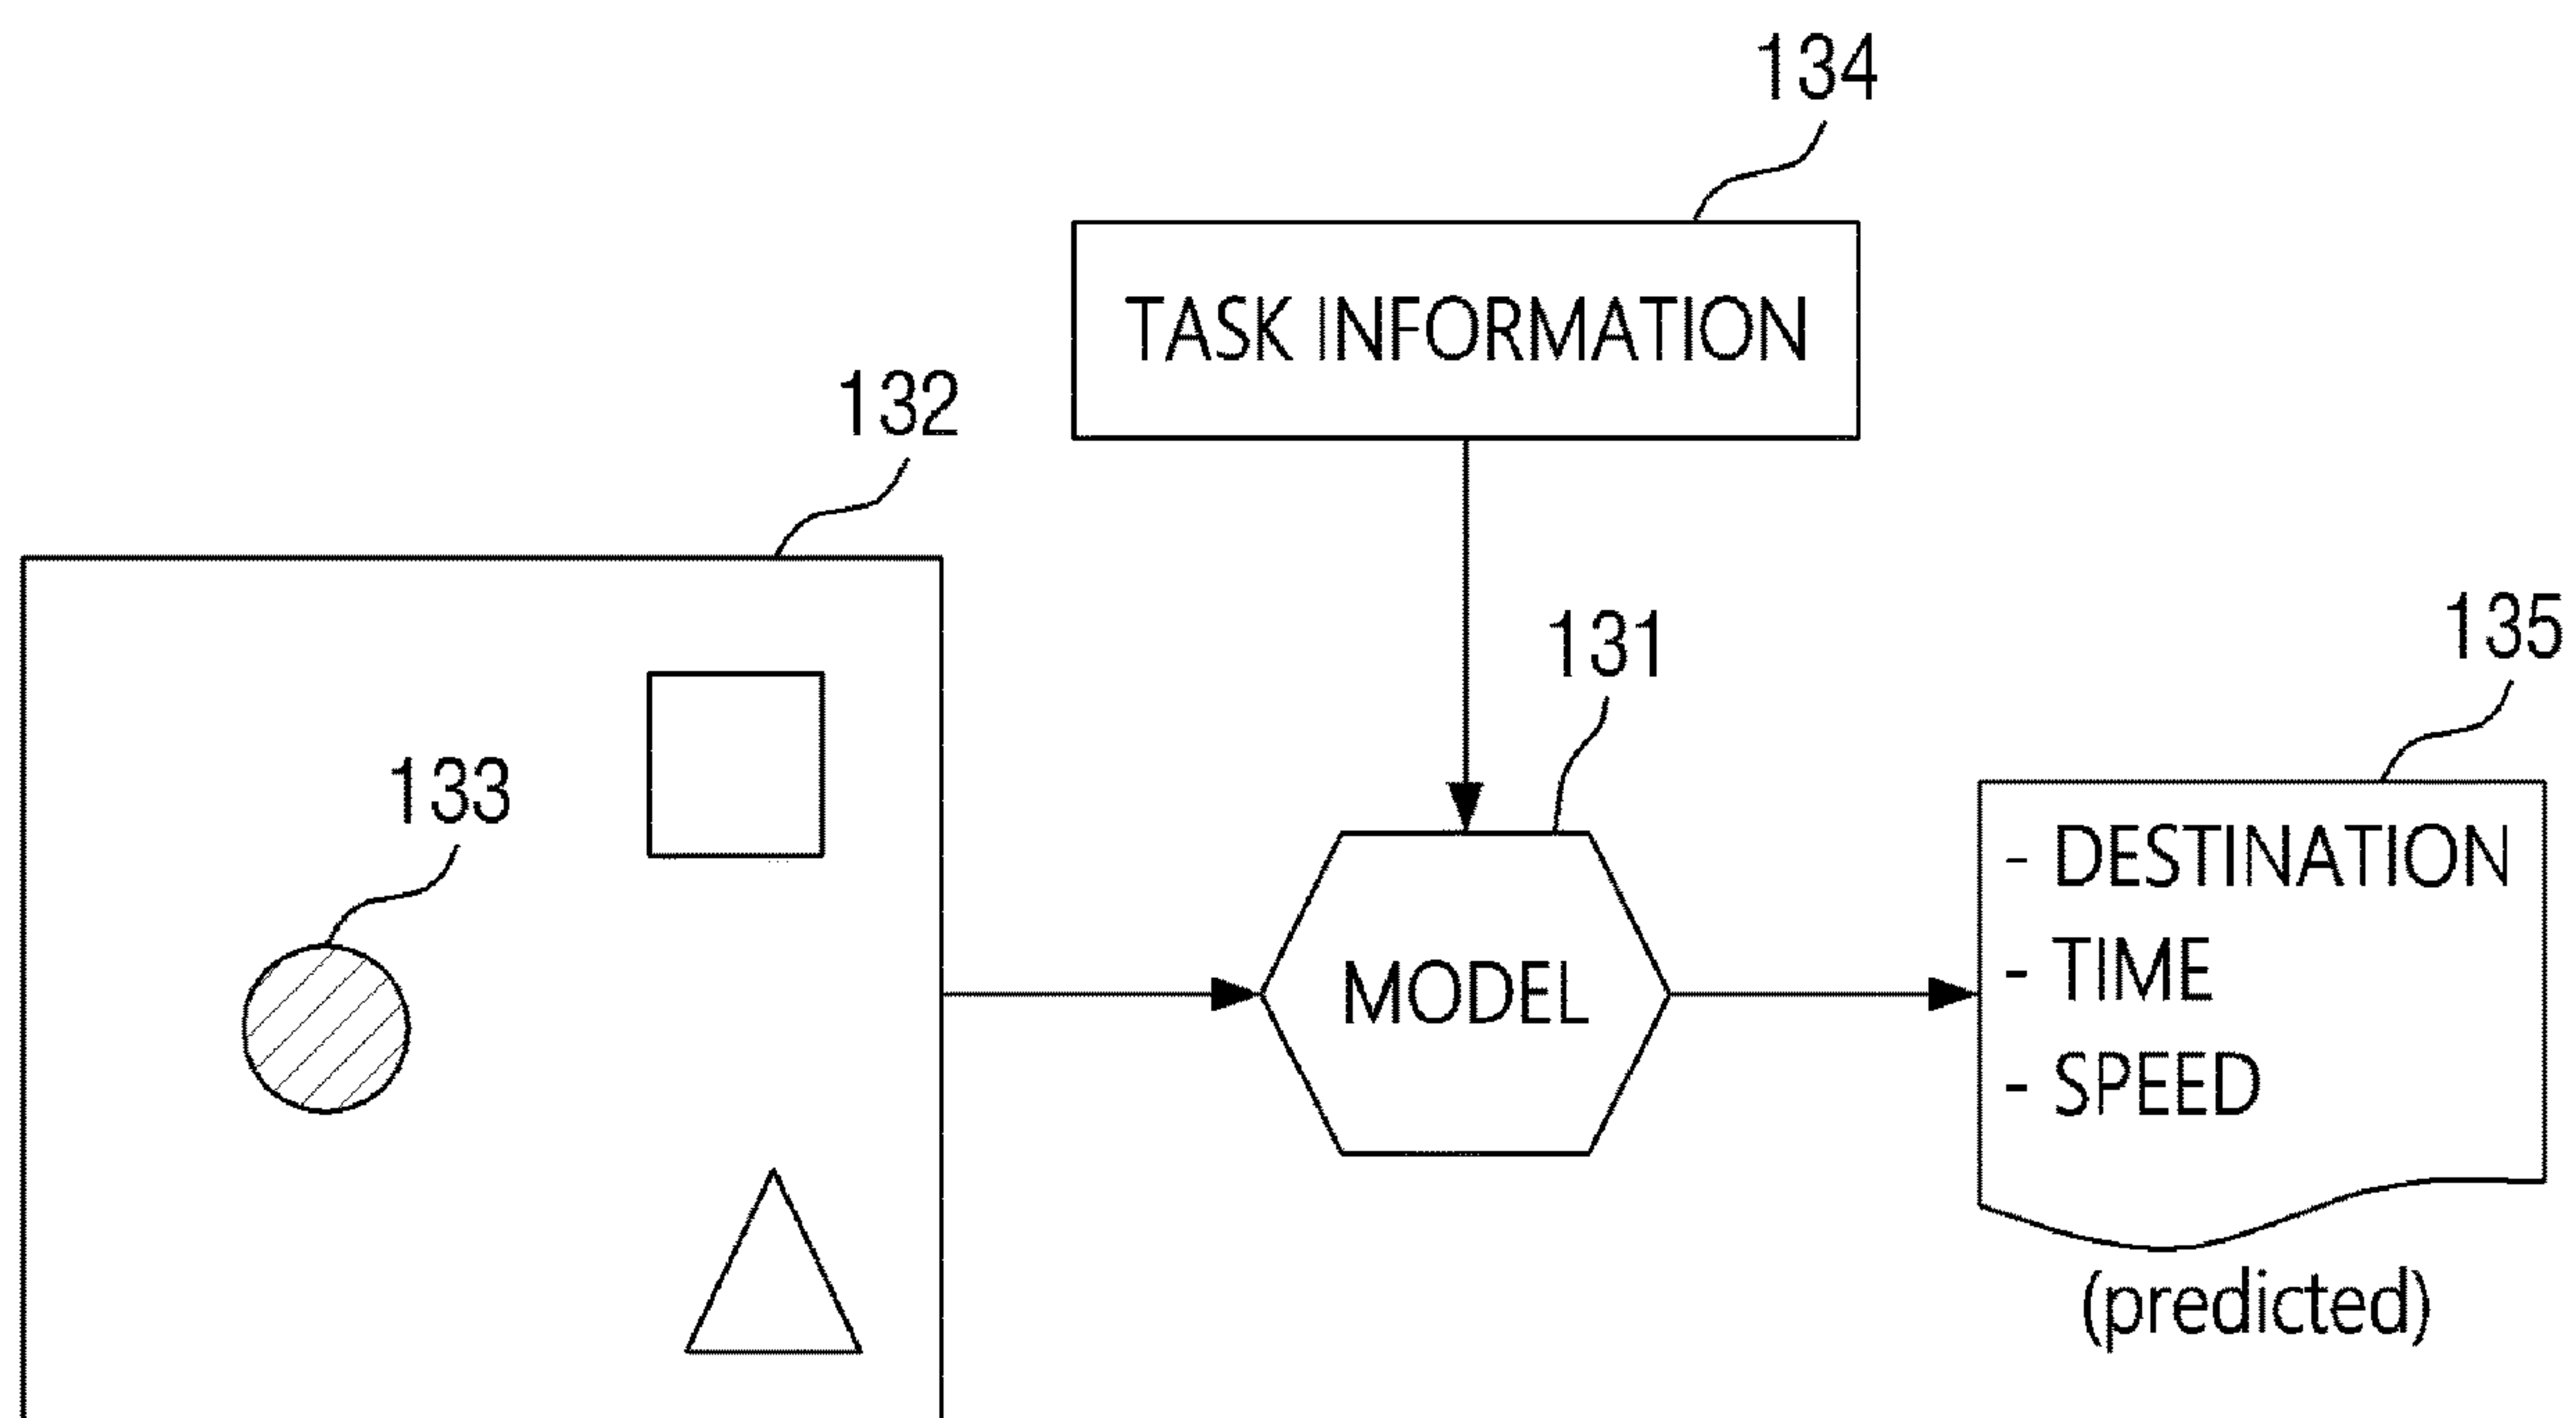 134
TASK INFORMATION
132
131
135
133
- DESTINATION
- TIME
- SPEED
MODEL
(predicted)